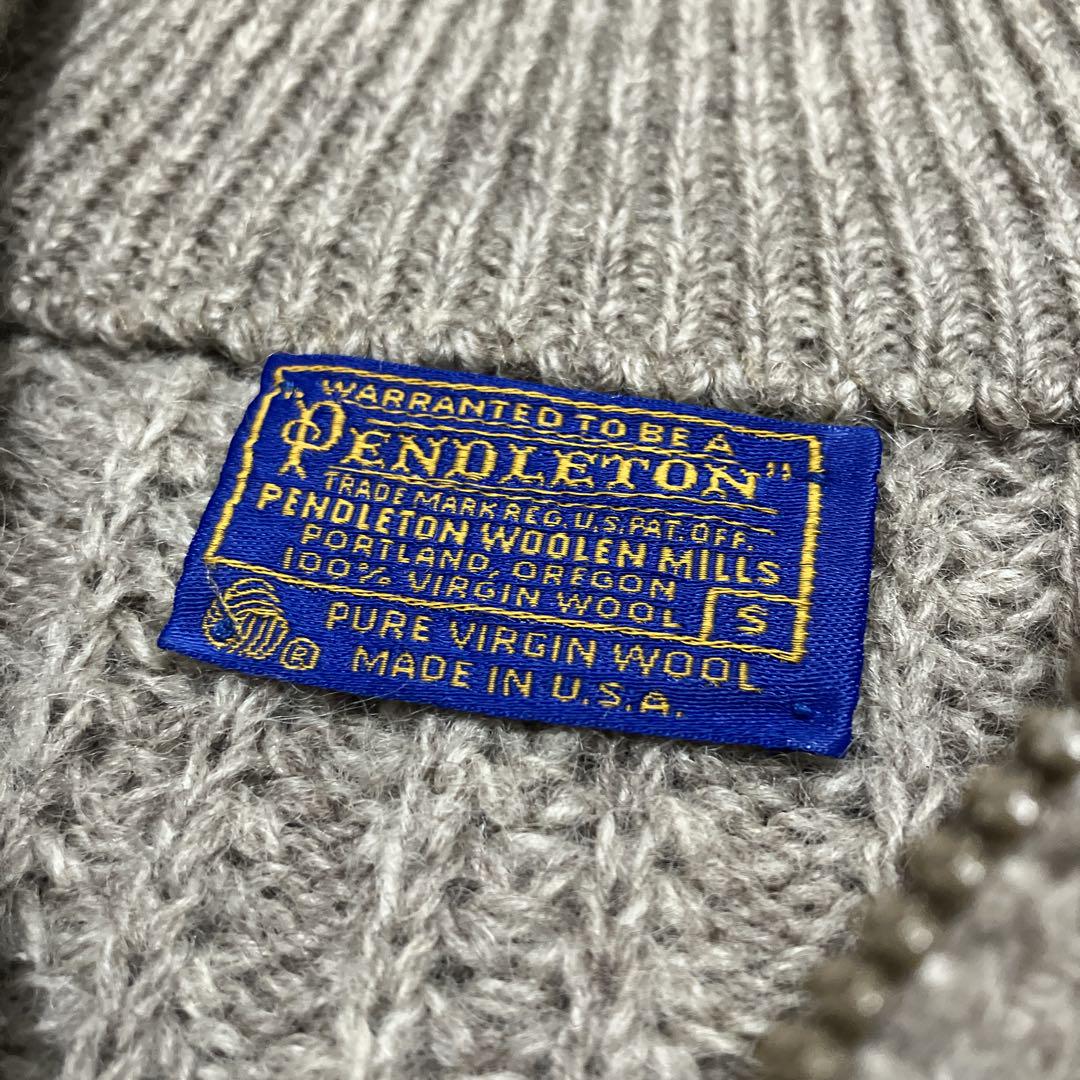 WARRANTED TO BE A
"PENDLETON"
TRADE MARK REG. U.S. PAT. OFF.
PENDLETON WOOLEN MILLS
PORTLAND, OREGON
100% VIRGIN WOOL
S
PURE VIRGIN WOOL
® MADE IN U.S.A.